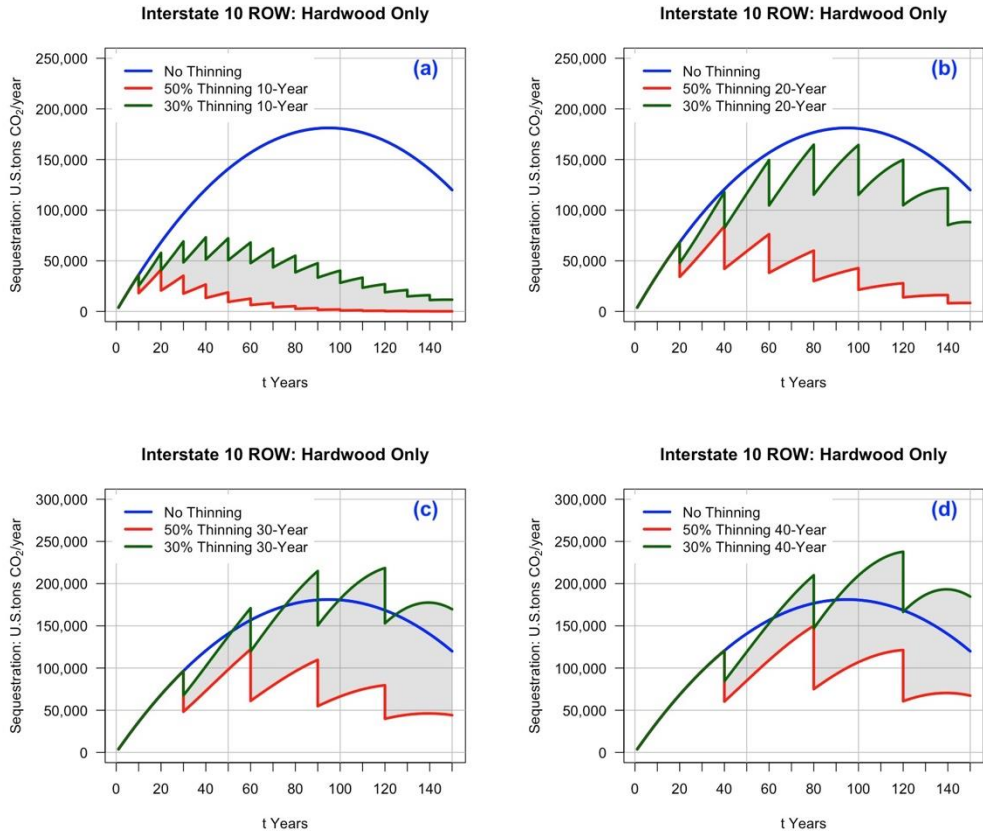 Interstate 10 ROW: Hardwood Only
Sequestration: U.S.tons CO₂/year
250,000
200,000
150,000
100,000
50,000
0
No Thinning
50% Thinning 10-Year
30% Thinning 10-Year
(a)
0 20 40 60 80 100 120 140
t Years
Interstate 10 ROW: Hardwood Only
Sequestration: U.S.tons CO₂/year
250,000
200,000
150,000
100,000
50,000
0
No Thinning
50% Thinning 20-Year
30% Thinning 20-Year
(b)
0 20 40 60 80 100 120 140
t Years
Interstate 10 ROW: Hardwood Only
Sequestration: U.S.tons CO₂/year
300,000
250,000
200,000
150,000
100,000
50,000
0
No Thinning
50% Thinning 30-Year
30% Thinning 30-Year
(c)
0 20 40 60 80 100 120 140
t Years
Interstate 10 ROW: Hardwood Only
Sequestration: U.S.tons CO₂/year
300,000
250,000
200,000
150,000
100,000
50,000
0
No Thinning
50% Thinning 40-Year
30% Thinning 40-Year
(d)
0 20 40 60 80 100 120 140
t Years